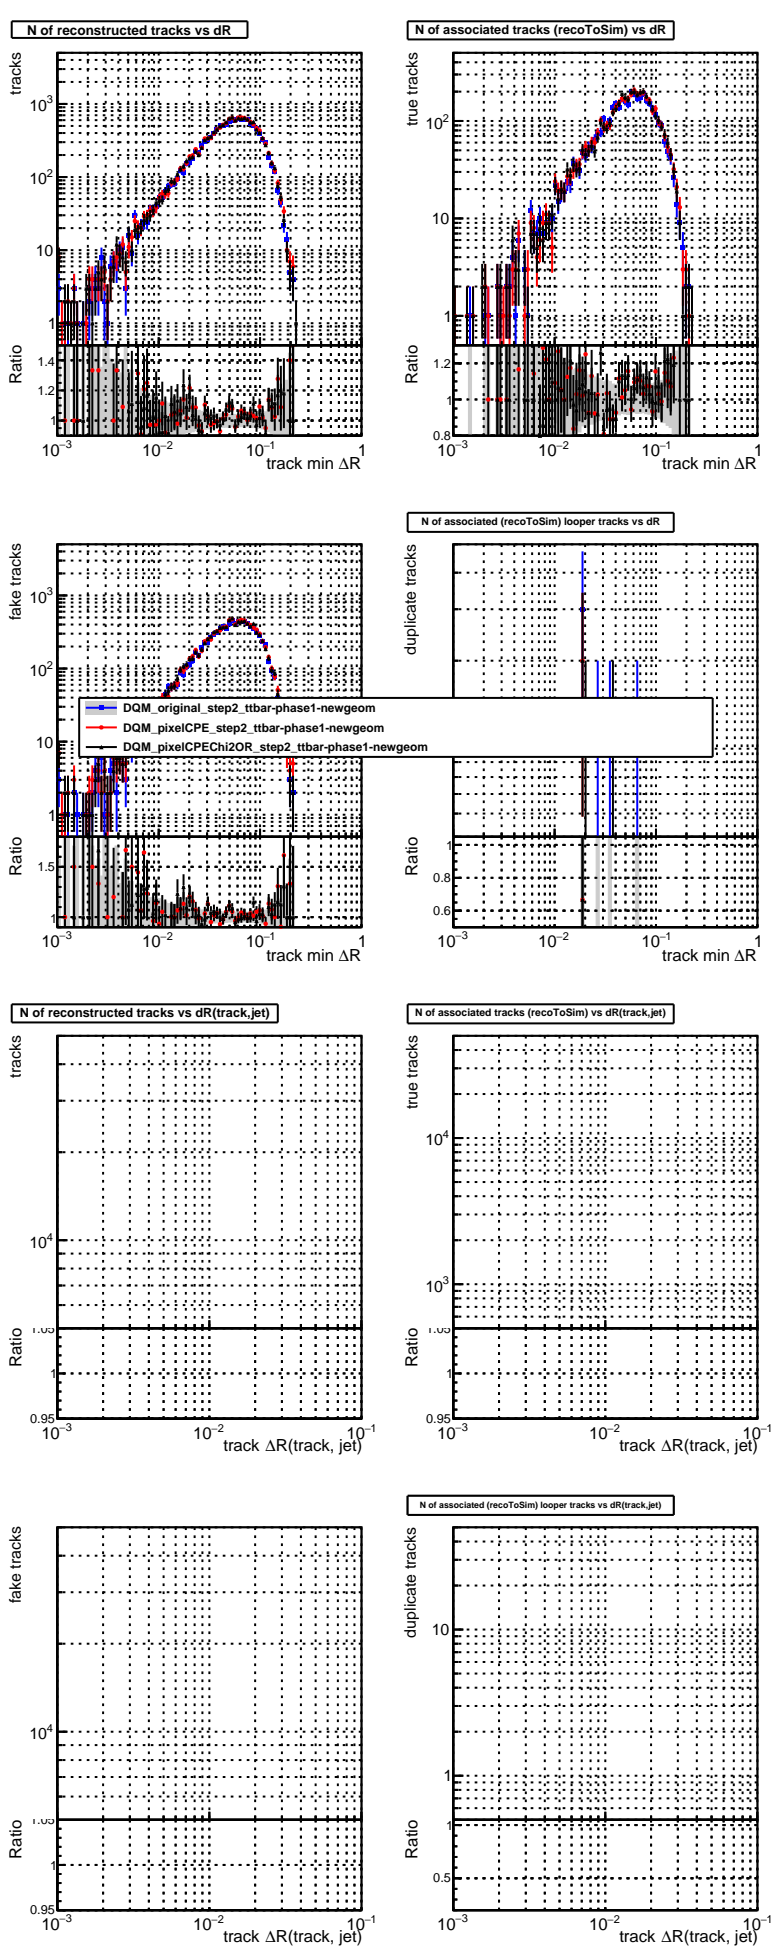 N of reconstructed tracks vs dR
tracks
10³
10²
10
1
Ratio
1.4
1.2
1
10⁻³
10⁻²
10⁻¹
1
track min ΔR
N of associated tracks (recoToSim) vs dR
true tracks
10²
10
1
Ratio
1.2
1
0.8
10⁻³
10⁻²
10⁻¹
1
track min ΔR
fake tracks
10³
10²
10
1
Ratio
1.5
1
10⁻³
10⁻²
10⁻¹
1
track min ΔR
N of associated (recoToSim) looper tracks vs dR
duplicate tracks
Ratio
1
0.8
0.6
10⁻³
10⁻²
10⁻¹
1
track min ΔR
DQM_original_step2_ttbar-phase1-newgeom
DQM_pixelCPE_step2_ttbar-phase1-newgeom
DQM_pixelCPEChi2OR_step2_ttbar-phase1-newgeom
N of reconstructed tracks vs dR(track,jet)
tracks
10⁴
Ratio
1.05
1
0.95
10⁻³
10⁻²
10⁻¹
track ΔR(track, jet)
N of associated tracks (recoToSim) vs dR(track,jet)
true tracks
10⁴
10³
Ratio
1.05
1
0.95
10⁻³
10⁻²
10⁻¹
track ΔR(track, jet)
fake tracks
10⁴
Ratio
1.05
1
0.95
10⁻³
10⁻²
10⁻¹
track ΔR(track, jet)
N of associated (recoToSim) looper tracks vs dR(track,jet)
duplicate tracks
10
1
Ratio
1
0.5
10⁻³
10⁻²
10⁻¹
track ΔR(track, jet)